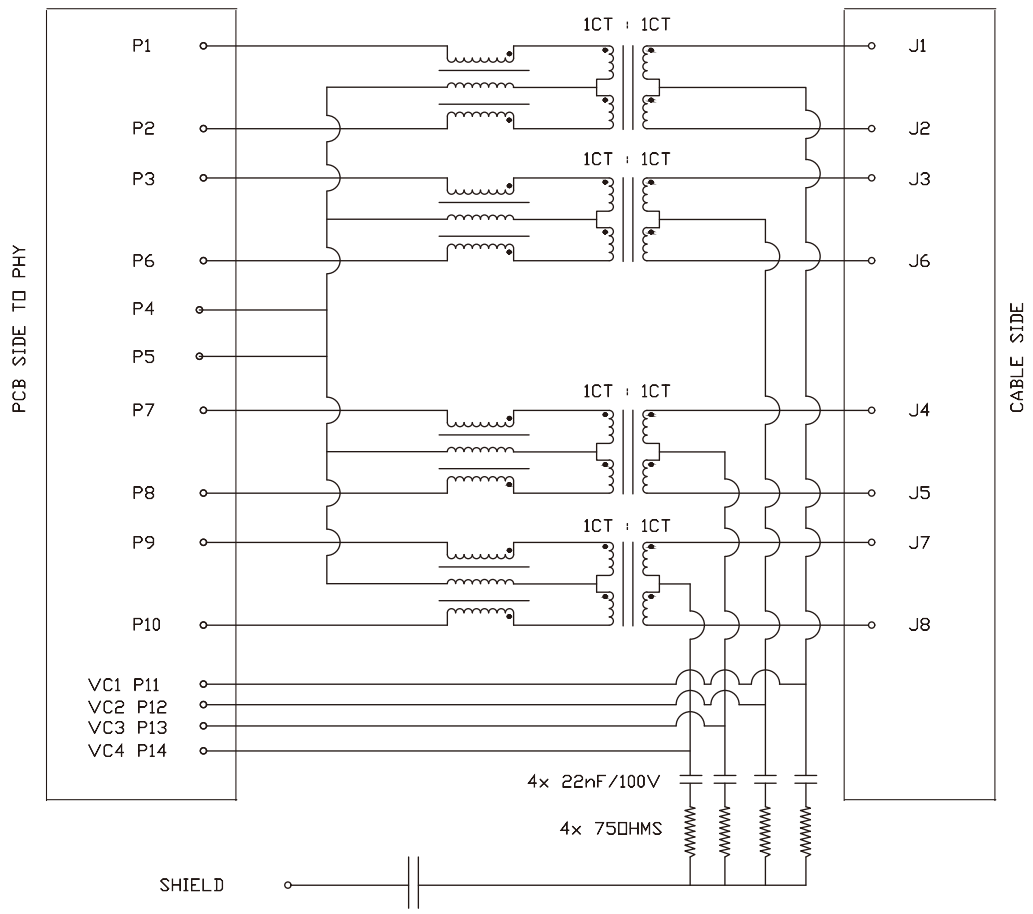 1CT : 1CT
P1
J1
P2
J2
1CT : 1CT
P3
J3
PCB SIDE TO PHY
P6
J6
P4
CABLE SIDE
P5
1CT : 1CT
P7
J4
P8
J5
1CT : 1CT
P9
J7
P10
J8
VC1 P11
VC2 P12
VC3 P13
VC4 P14
4x 22nF/100V
4x 75OHMS
SHIELD